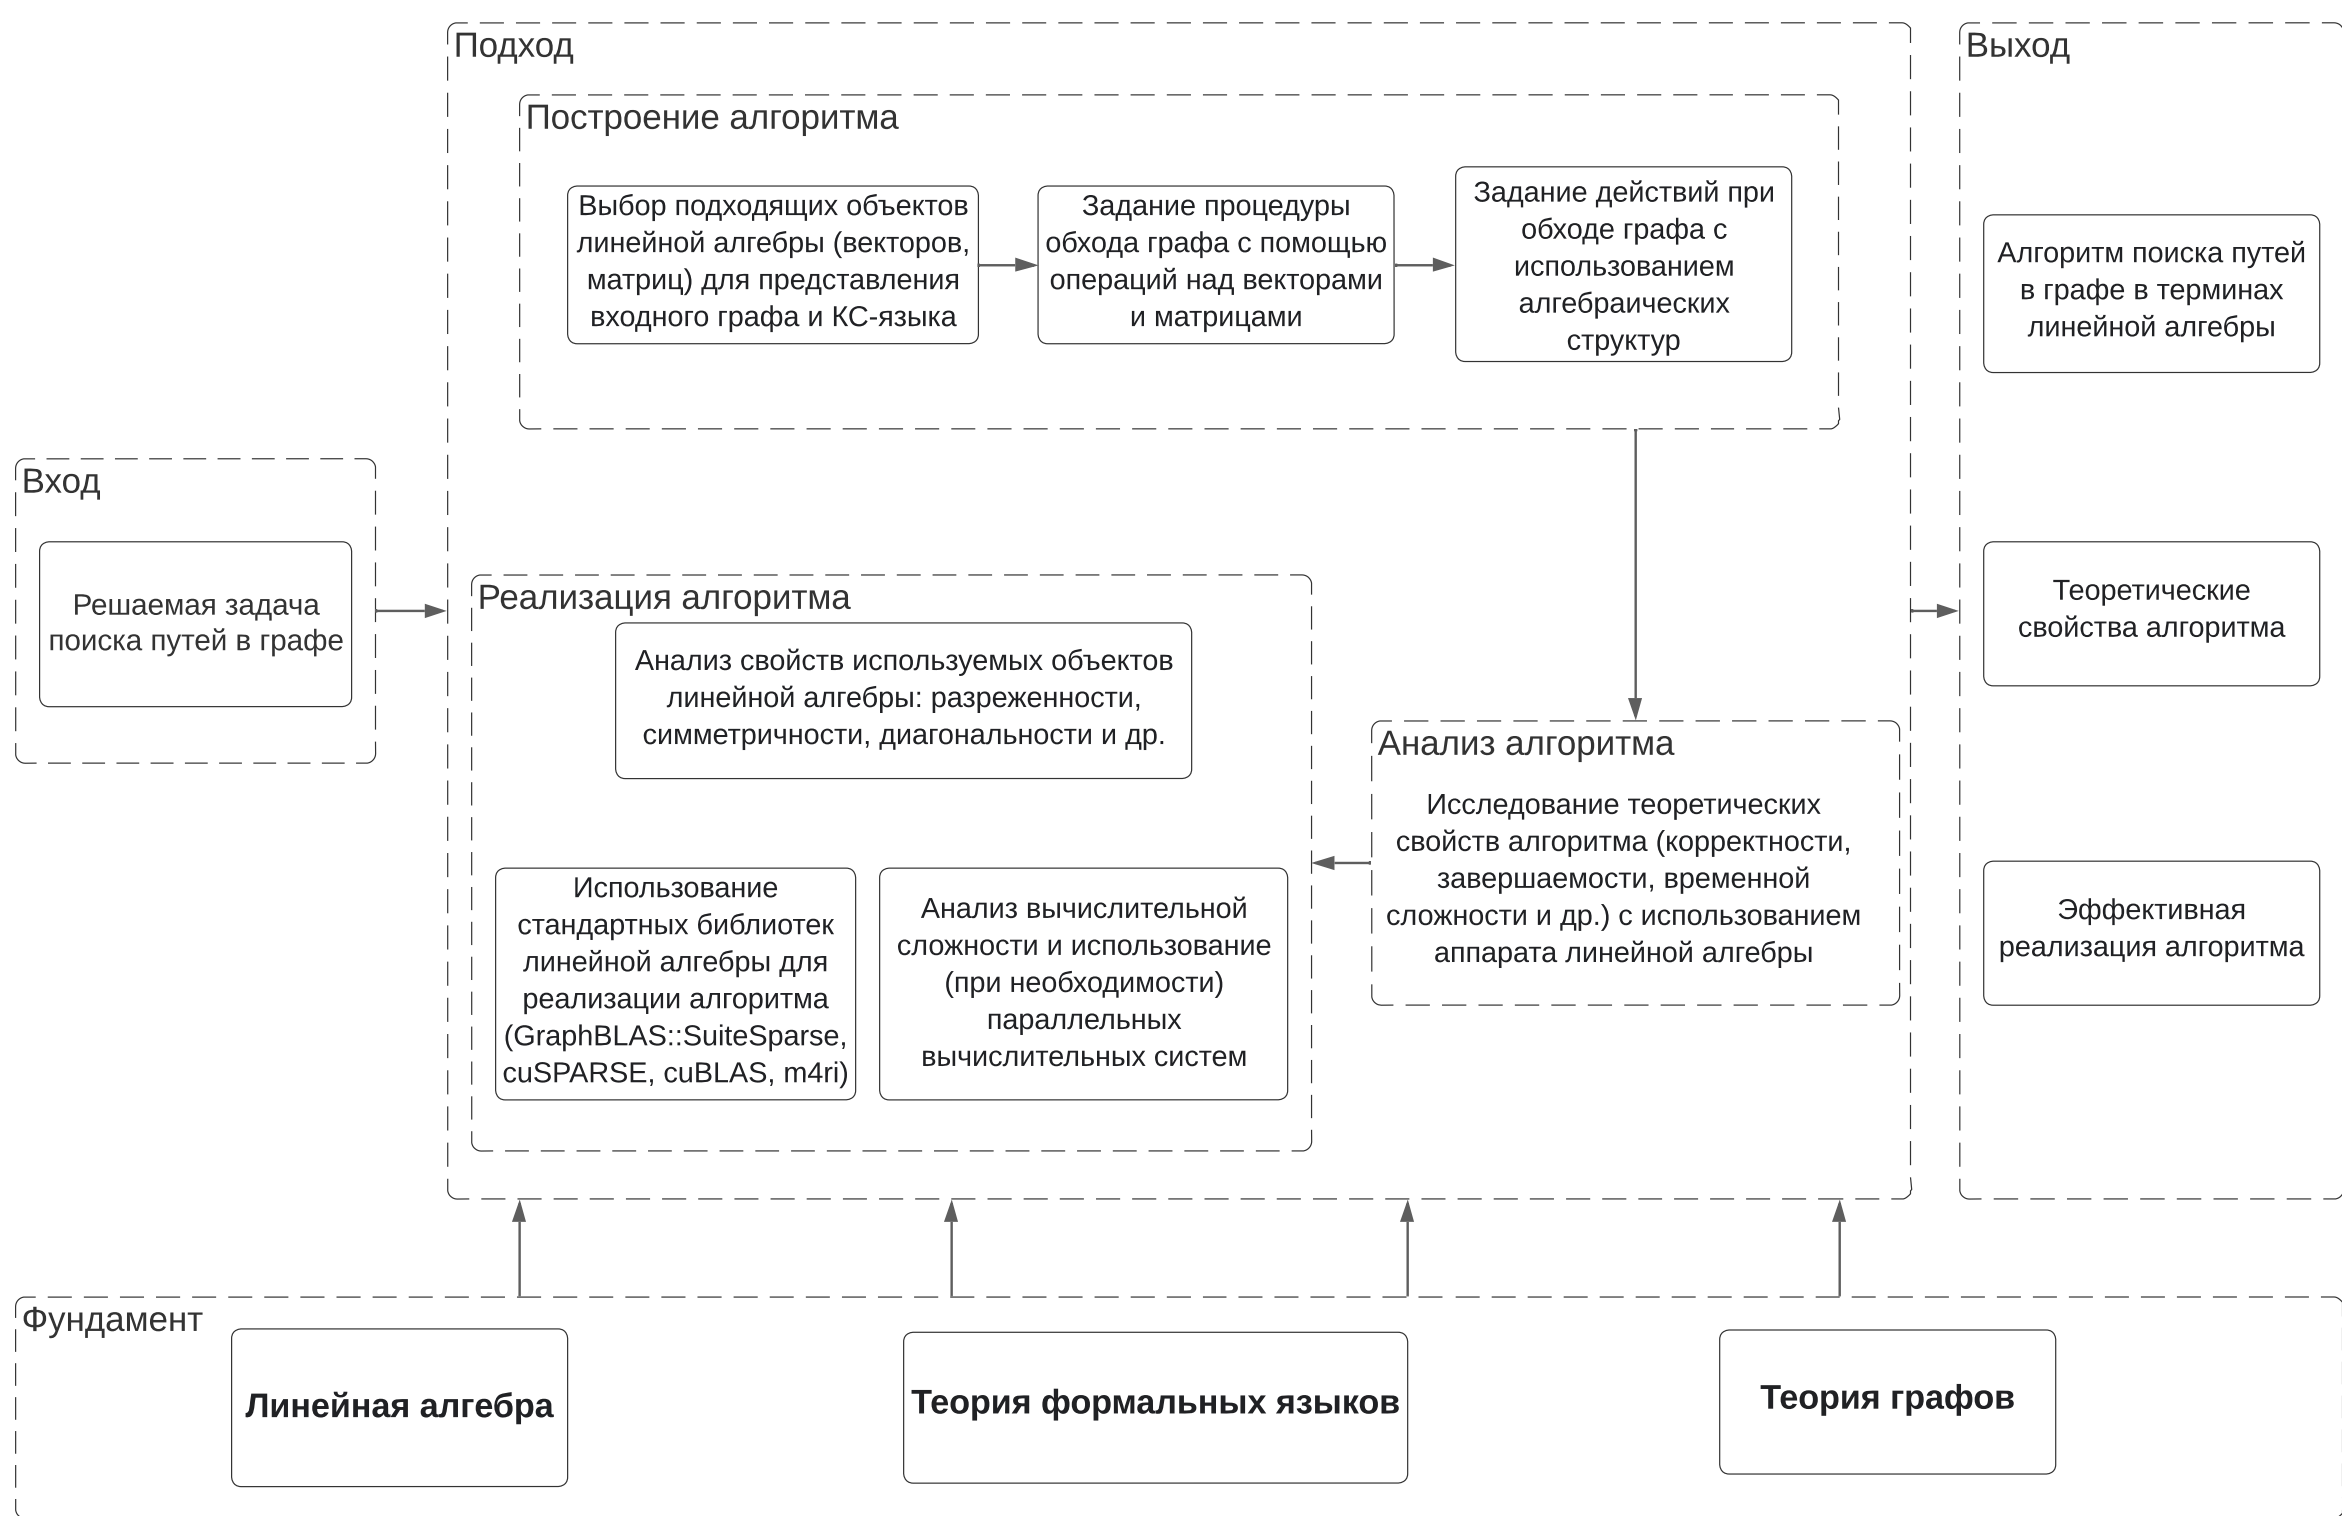 Подход
Построение алгоритма
Выбор подходящих объектов
линейной алгебры (векторов,
матриц) для представления
входного графа и КС-языка
Задание процедуры
обхода графа с помощью
операций над векторами
и матрицами
Задание действий при
обходе графа с
использованием
алгебраических
структур
Вход
Решаемая задача
поиска путей в графе
Реализация алгоритма
Анализ свойств используемых объектов
линейной алгебры: разреженности,
симметричности, диагональности и др.
Использование
стандартных библиотек
линейной алгебры для
реализации алгоритма
(GraphBLAS::SuiteSparse,
cuSPARSE, cuBLAS, m4ri)
Анализ вычислительной
сложности и использование
(при необходимости)
параллельных
вычислительных систем
Анализ алгоритма
Исследование теоретических
свойств алгоритма (корректности,
завершаемости, временной
сложности и др.) с использованием
аппарата линейной алгебры
Выход
Алгоритм поиска путей
в графе в терминах
линейной алгебры
Теоретические
свойства алгоритма
Эффективная
реализация алгоритма
Фундамент
Линейная алгебра
Теория формальных языков
Теория графов